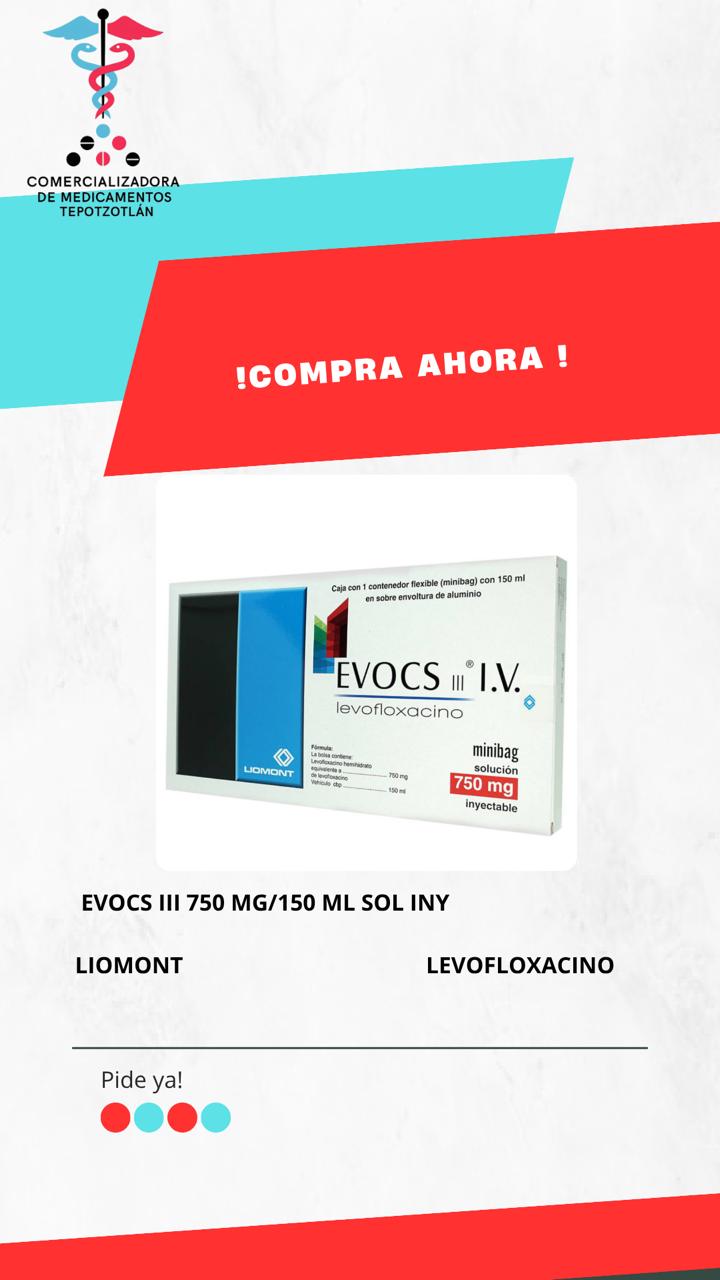 COMERCIALIZADORA
DE MEDICAMENTOS
TEPOTZOTLÁN
!COMPRA AHORA !
Caja con 1 contenedor flexible (minibag) con 150 ml
en sobre envoltura de aluminio
EVOCS III® I.V.
levofloxacino
LIOMONT
Fórmula:
La bolsa contiene:
Levofloxacino hemihidrato
equivalente a ................ 750 mg
de levofloxacino
Vehículo cbp ................ 150 ml
minibag
solución
750 mg
inyectable
EVOCS III 750 MG/150 ML SOL INY
LIOMONT LEVOFLOXACINO
Pide ya!